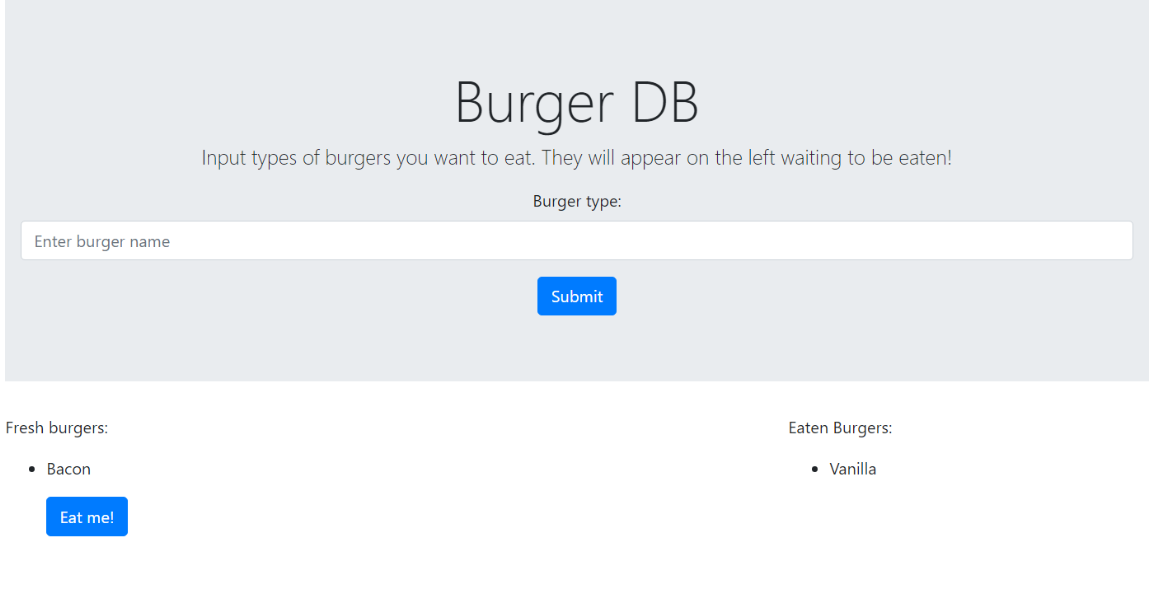 Burger DB
Input types of burgers you want to eat. They will appear on the left waiting to be eaten!
Burger type:
Enter burger name
Submit
Fresh burgers:
Bacon
Eat me!
Eaten Burgers:
Vanilla